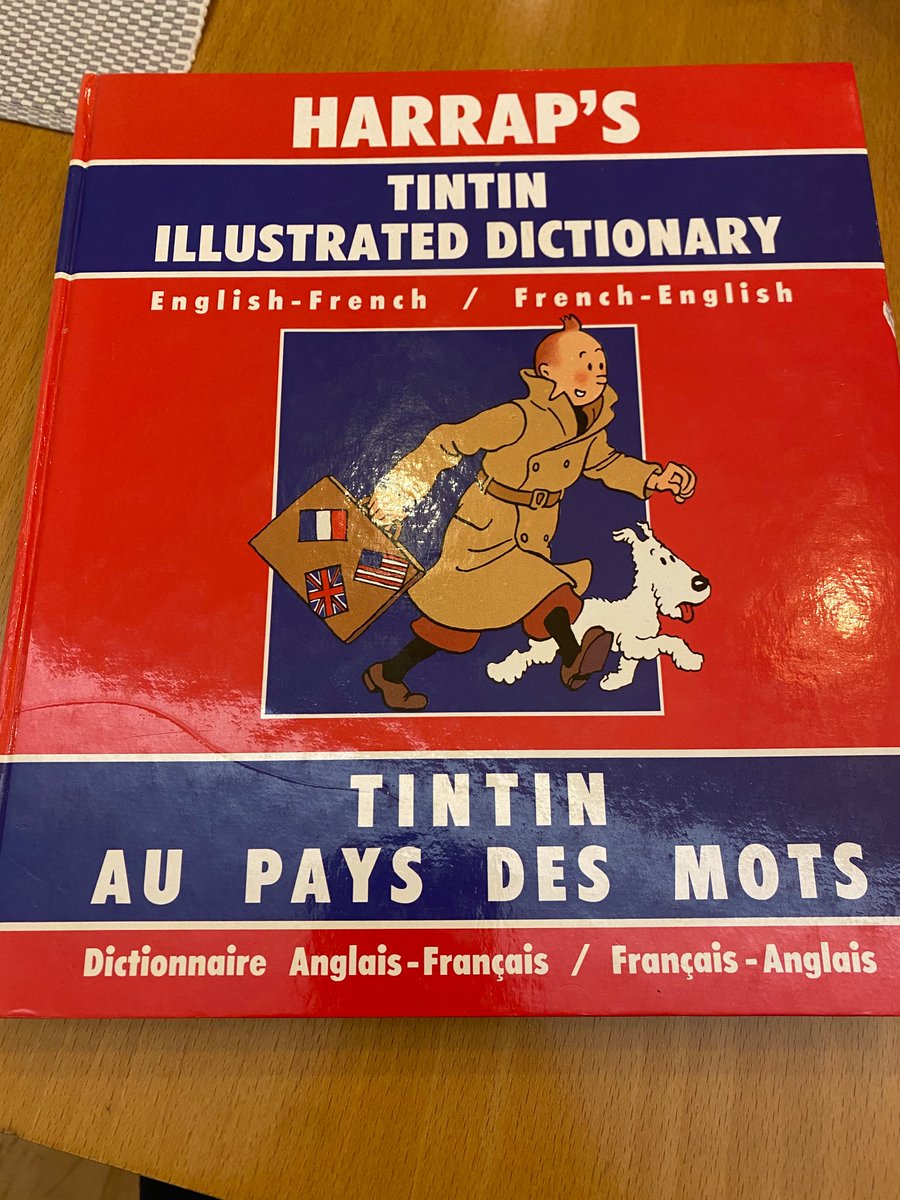 HARRAP'S
TINTIN
ILLUSTRATED DICTIONARY
English-French / French-English
TINTIN
AU PAYS DES MOTS
Dictionnaire Anglais-Français / Français-Anglais